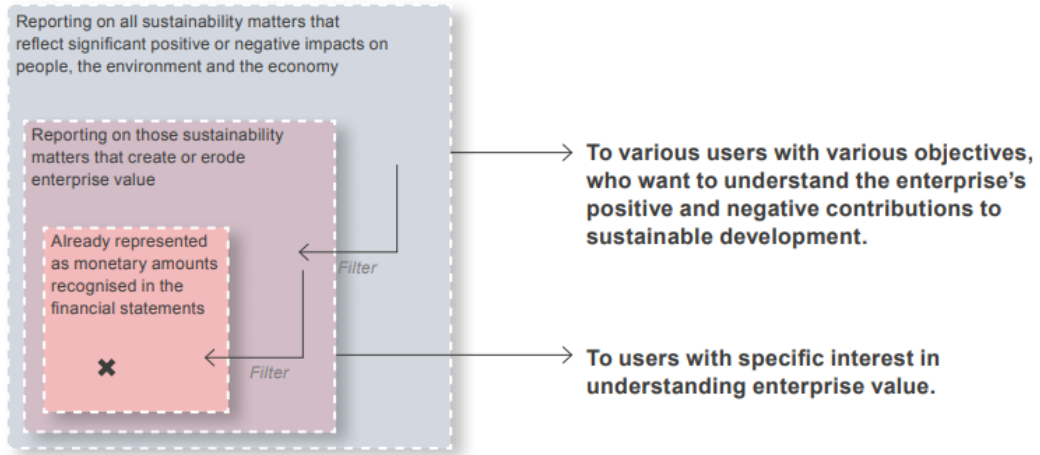 Reporting on all sustainability matters that
reflect significant positive or negative impacts on
people, the environment and the economy
Reporting on those sustainability
matters that create or erode
enterprise value
Already represented
as monetary amounts
recognised in the
financial statements
Filter
Filter
To various users with various objectives,
who want to understand the enterprise’s
positive and negative contributions to
sustainable development.
To users with specific interest in
understanding enterprise value.